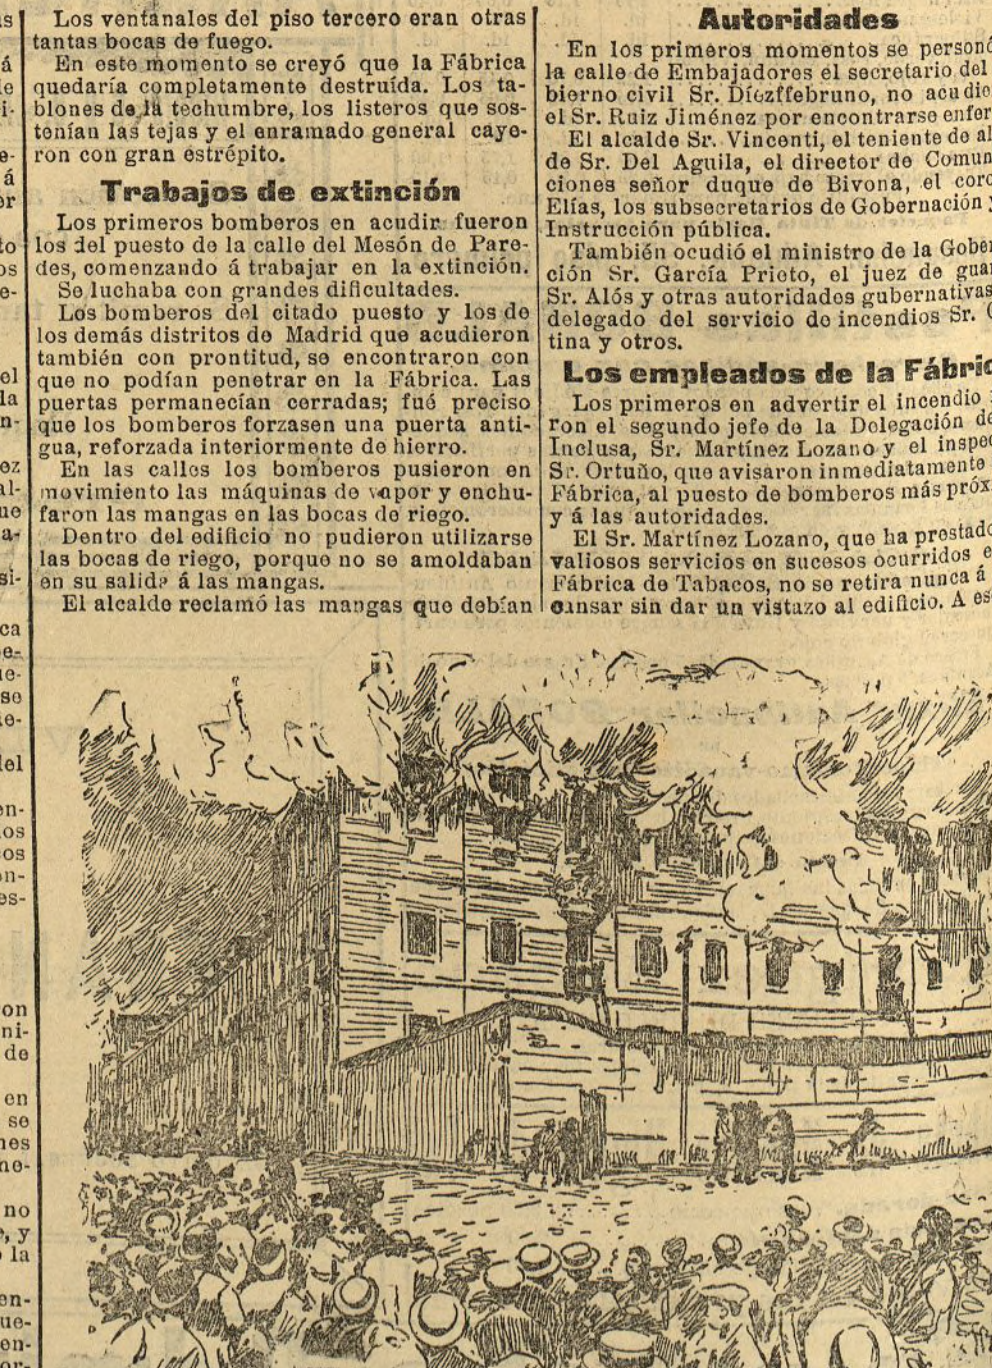 Los ventanales del piso tercero eran otras
tantas bocas de fuego.
En este momento se creyó que la Fábrica
quedaría completamente destruída. Los ta-
blones de la techumbre, los listeros que sos-
tenían las tejas y el enramado general caye-
ron con gran estrépito.
Trabajos de extinción
Los primeros bomberos en acudir fueron
los del puesto de la calle del Mesón de Pare-
des, comenzando á trabajar en la extinción.
Se luchaba con grandes dificultades.
Los bomberos del citado puesto y los de
los demás distritos de Madrid que acudieron
también con prontitud, se encontraron con
que no podían penetrar en la Fábrica. Las
puertas permanecían cerradas; fué preciso
que los bomberos forzasen una puerta anti-
gua, reforzada interiormente de hierro.
En las calles los bomberos pusieron en
movimiento las máquinas de vapor y enchu-
faron las mangas en las bocas de riego.
Dentro del edificio no pudieron utilizarse
las bocas de riego, porque no se amoldaban
en su salida á las mangas.
El alcalde reclamó las mangas que debían
Autoridades
En los primeros momentos se personó
la calle de Embajadores el secretario del
bierno civil Sr. Díezffebruno, no acudie
el Sr. Ruiz Jiménez por encontrarse enfer
El alcalde Sr. Vincenti, el teniente de al
de Sr. Del Aguila, el director de Comun
ciones señor duque de Bivona, el coro
Elías, los subsecretarios de Gobernación y
Instrucción pública.
También ocudió el ministro de la Gober
ción Sr. García Prieto, el juez de guar
Sr. Alós y otras autoridades gubernativas
delegado del servicio de incendios Sr. C
tina y otros.
Los empleados de la Fábric
Los primeros en advertir el incendio
ron el segundo jefe de la Delegación de
Inclusa, Sr. Martínez Lozano y el inspec
Sr. Ortuño, que avisaron inmediatamente
Fábrica, al puesto de bomberos más próx
y á las autoridades.
El Sr. Martínez Lozano, que ha prestado
valiosos servicios en sucesos ocurridos e
Fábrica de Tabacos, no se retira nunca á
cansar sin dar un vistazo al edificio. A es